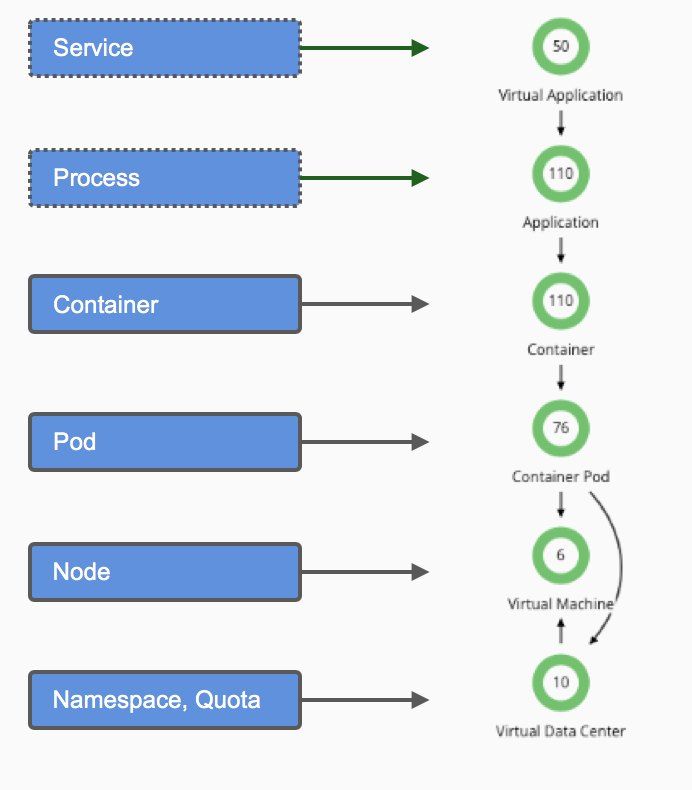 Service
50
Virtual Application
Process
110
Application
Container
110
Container
Pod
76
Container Pod
Node
6
Virtual Machine
Namespace, Quota
10
Virtual Data Center